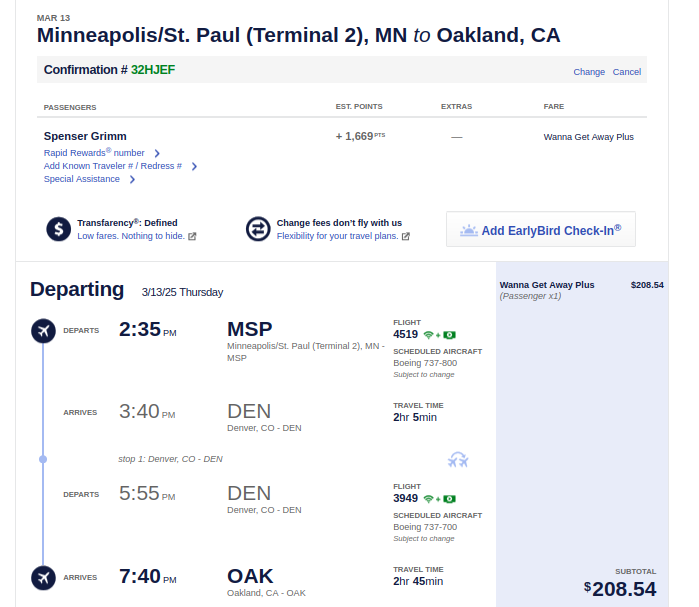 MAR 13
Minneapolis/St. Paul (Terminal 2), MN to Oakland, CA
Confirmation # 32HJEF
Change Cancel
PASSENGERS EST. POINTS EXTRAS FARE
Spenser Grimm + 1,669 PTS — Wanna Get Away Plus
Rapid Rewards® number
Add Known Traveler # / Redress #
Special Assistance
Transfarency®: Defined
Low fares. Nothing to hide.
Change fees don't fly with us
Flexibility for your travel plans.
Add EarlyBird Check-In®
Departing 3/13/25 Thursday
Wanna Get Away Plus $208.54
(Passenger x1)
DEPARTS 2:35 PM MSP
Minneapolis/St. Paul (Terminal 2), MN -
MSP
FLIGHT
4519 +
SCHEDULED AIRCRAFT
Boeing 737-800
Subject to change
ARRIVES 3:40 PM DEN
Denver, CO - DEN
TRAVEL TIME
2hr 5min
stop 1: Denver, CO - DEN
DEPARTS 5:55 PM DEN
Denver, CO - DEN
FLIGHT
3949 +
SCHEDULED AIRCRAFT
Boeing 737-700
Subject to change
ARRIVES 7:40 PM OAK
Oakland, CA - OAK
TRAVEL TIME
2hr 45min
SUBTOTAL
$208.54